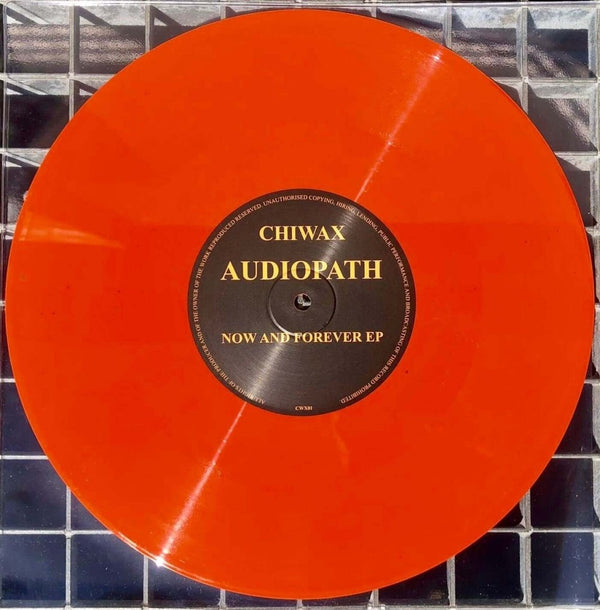 CHIWAX
AUDIOPATH
NOW AND FOREVER EP
CWX01
ALL RIGHTS OF THE PRODUCER AND OF THE OWNER OF THE WORK REPRODUCED RESERVED. UNAUTHORISED COPYING, HIRING, LENDING, PUBLIC PERFORMANCE AND BROADCASTING OF THIS RECORD PROHIBITED.